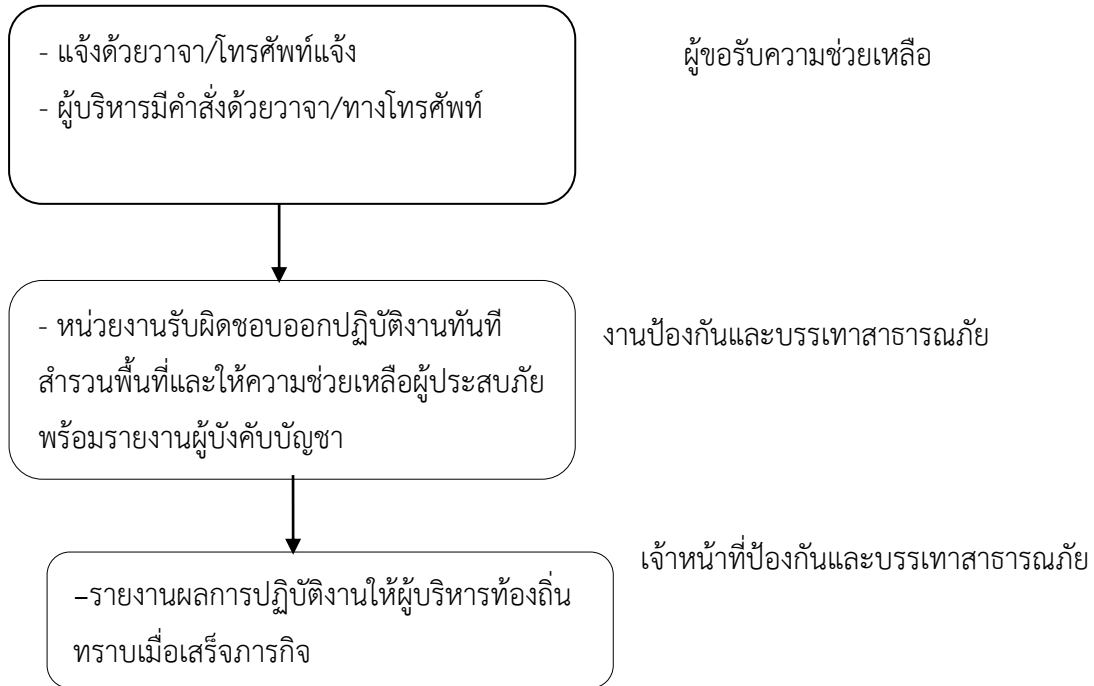 - แจ้งด้วยวาจา/โทรศัพท์แจ้ง
- ผู้บริหารมีคำสั่งด้วยวาจา/ทางโทรศัพท์
ผู้ขอรับความช่วยเหลือ
- หน่วยงานรับผิดชอบออกปฏิบัติงานทันที
สำรวนพื้นที่และให้ความช่วยเหลือผู้ประสบภัย
พร้อมรายงานผู้บังคับบัญชา
งานป้องกันและบรรเทาสาธารณภัย
–รายงานผลการปฏิบัติงานให้ผู้บริหารท้องถิ่น
ทราบเมื่อเสร็จภารกิจ
เจ้าหน้าที่ป้องกันและบรรเทาสาธารณภัย